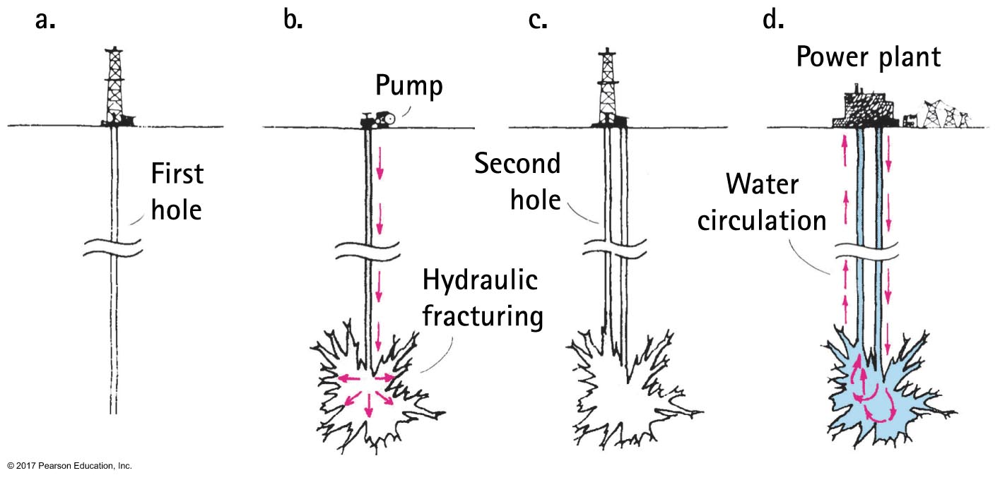 a.
b.
c.
d.
Power plant
Pump
First
hole
Second
hole
Water
circulation
Hydraulic
fracturing
© 2017 Pearson Education, Inc.